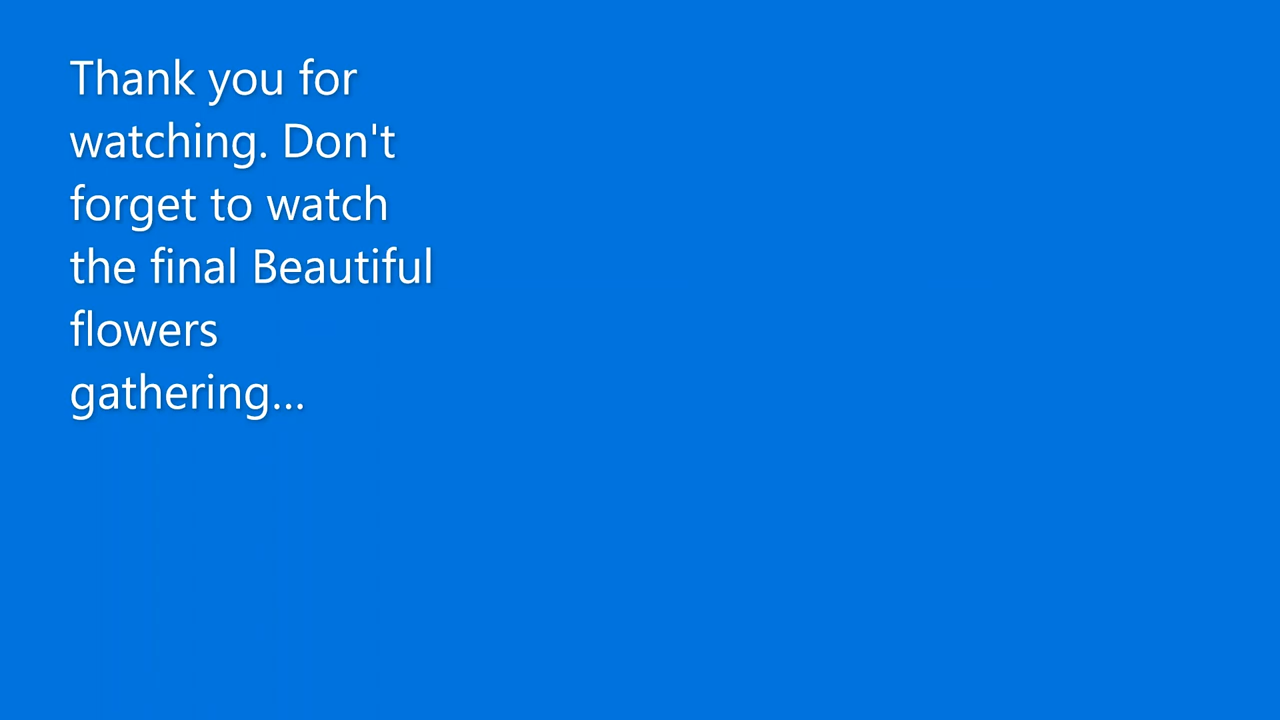 Thank you for
watching. Don't
forget to watch
the final Beautiful
flowers
gathering...